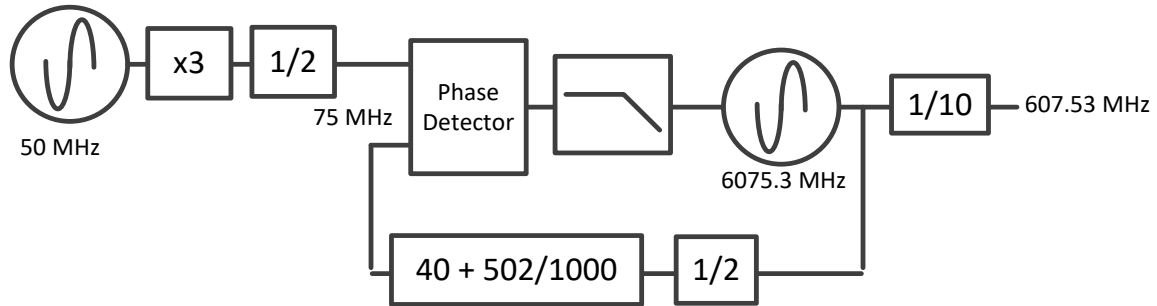 x3
1/2
Phase
Detector
1/10
607.53 MHz
75 MHz
50 MHz
6075.3 MHz
40 + 502/1000
1/2